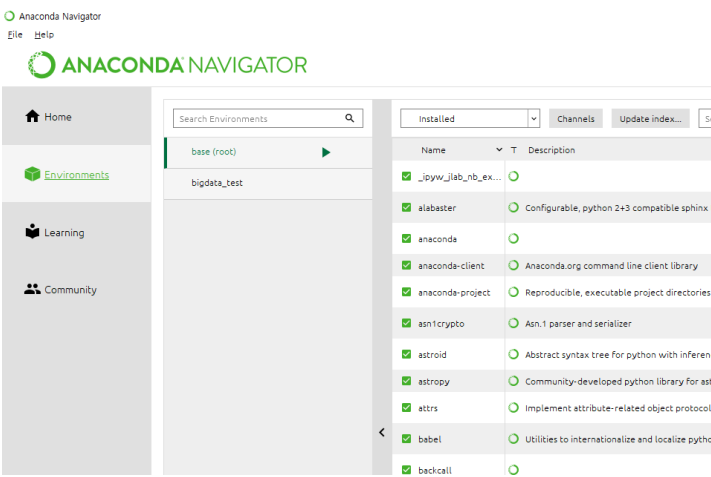 Anaconda Navigator
File Help
ANACONDA NAVIGATOR
Home
Environments
Learning
Community
Search Environments
base (root)
bigdata_test
Installed Channels Update index...
Name T Description
_ipyw_jlab_nb_ex...
alabaster Configurable, python 2+3 compatible sphinx
anaconda
anaconda-client Anaconda.org command line client library
anaconda-project Reproducible, executable project directories
asn1crypto Asn.1 parser and serializer
astroid Abstract syntax tree for python with inferen
astropy Community-developed python library for ast
attrs Implement attribute-related object protocol
babel Utilities to internationalize and localize pytho
backcall